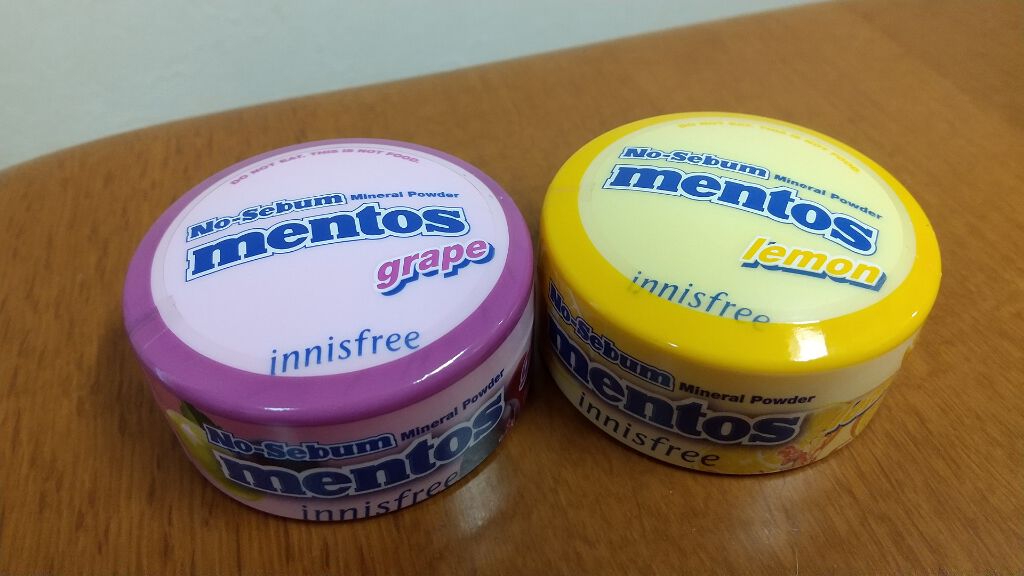 DO NOT EAT. THIS IS NOT FOOD.
No-Sebum Mineral Powder
mentos
grape
innisfree
No-Sebum Mineral Powder
mentos
innisfree
DO NOT EAT. THIS IS NOT FOOD.
No-Sebum Mineral Powder
mentos
lemon
innisfree
No-Sebum Mineral Powder
mentos
innisfree